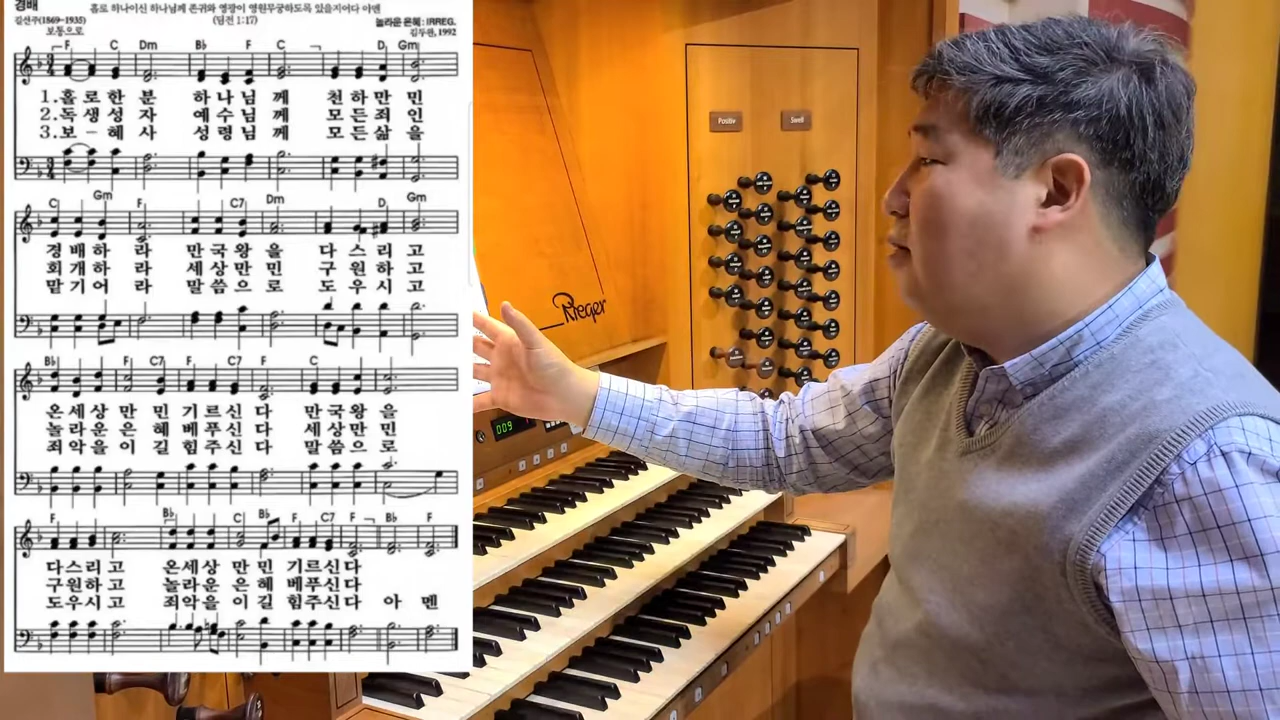 경배
홀로 하나이신 하나님께 존귀와 영광이 영원무궁하도록 있을지어다 아멘
길선주(1869-1935)
(딤전 1:17)
놀라운 은혜: IRREG.
보통으로
김두완, 1992
F C Dm B♭ F C D Gm
1.홀로한 분 하나님 께 천하만 민
2.독생성 자 예수님 께 모든죄 인
3.보 - 혜 사 성령님 께 모든삶 을
C Gm F C7 Dm D Gm
경배하 라 만국왕 을 다스리 고
회개하 라 세상만 민 구원하 고
맡기어 라 말씀으 로 도우시 고
B♭ F C7 F C7 F C
온세상 만 민 기르신 다 만국왕 을
놀라운 은 혜 베푸신 다 세상만 민
죄악을 이 길 힘주신 다 말씀으 로
F B♭ C B♭ F C7 F B♭ F
다스리 고 온세상 만 민 기르신다
구원하 고 놀라운 은 혜 베푸신다
도우시 고 죄악을 이 길 힘주신다 아 멘
Positiv
Swell
Rieger
009